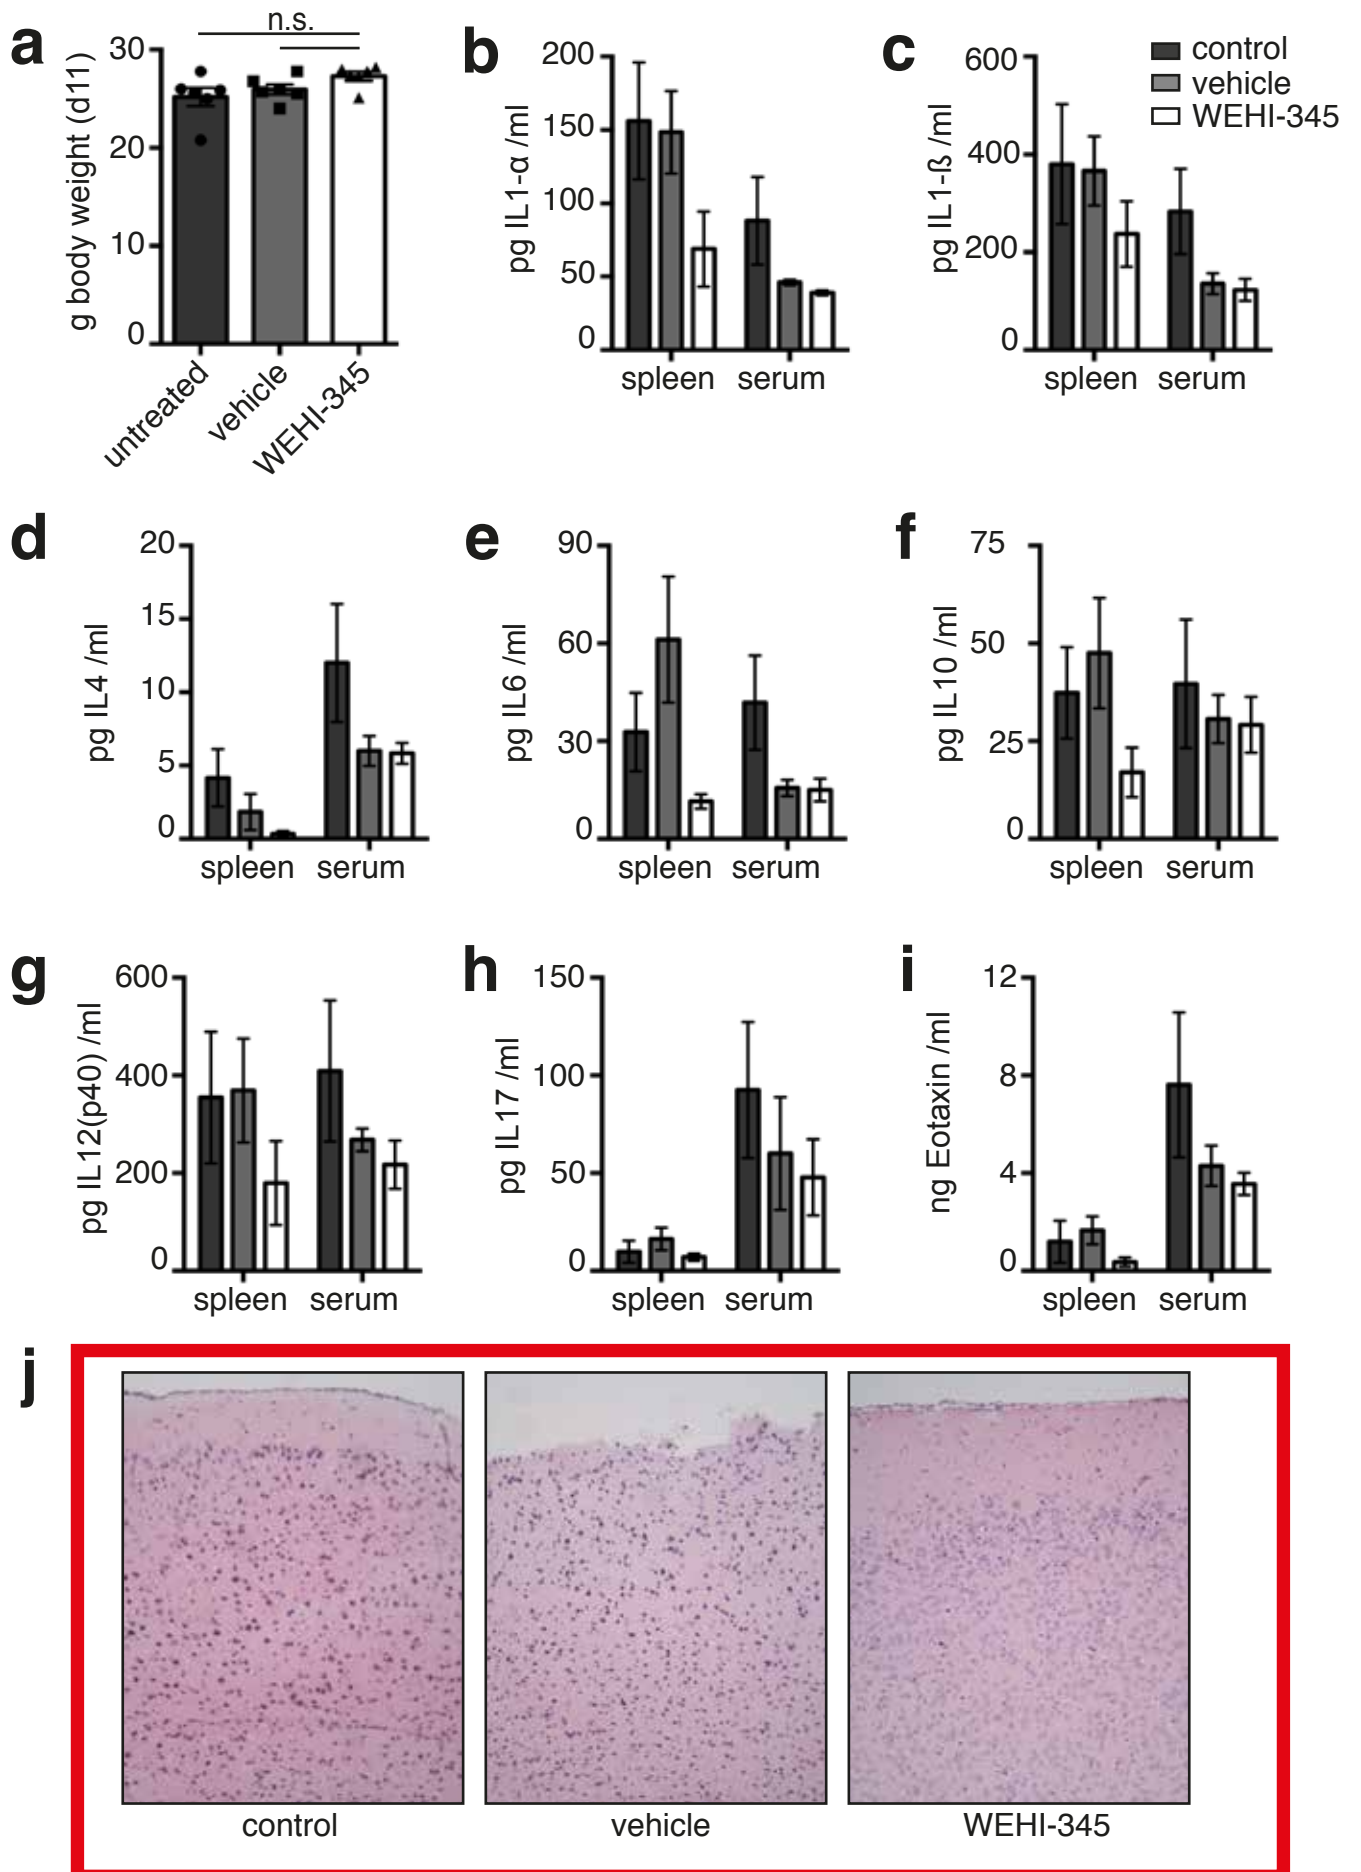 a
n.s.
g body weight (d11)
30
20
10
0
untreated
vehicle
WEHI-345
b
pg IL1-α /ml
200
150
100
50
0
spleen serum
c
pg IL1-ß /ml
600
400
200
0
spleen serum
control
vehicle
WEHI-345
d
pg IL4 /ml
20
15
10
5
0
spleen serum
e
pg IL6 /ml
90
60
30
0
spleen serum
f
pg IL10 /ml
75
50
25
0
spleen serum
g
pg IL12(p40) /ml
600
400
200
0
spleen serum
h
pg IL17 /ml
150
100
50
0
spleen serum
i
ng Eotaxin /ml
12
8
4
0
spleen serum
j
control
vehicle
WEHI-345